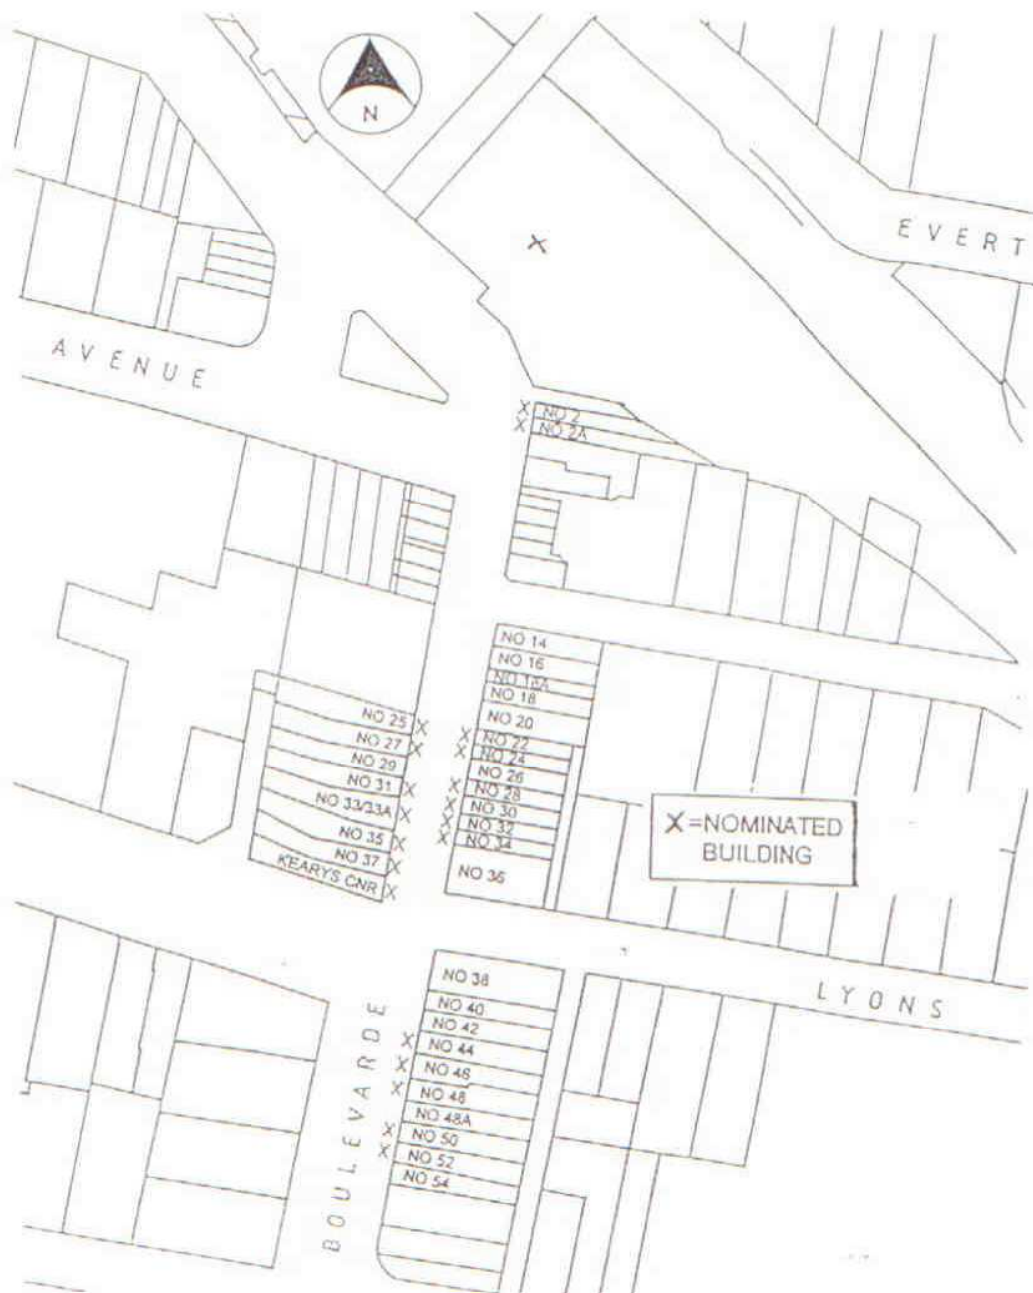 N
EVERT
X
AVENUE
X NO 2
X NO 2A
NO 14
NO 16
NO 16A
NO 18
NO 20
X NO 22
X NO 24
NO 26
X NO 28
X NO 30
X NO 32
X NO 34
NO 36
NO 25 X
NO 27 X
NO 29
NO 31 X
NO 33/33A X
NO 35 X
NO 37 X
KEARYS CNR X
X=NOMINATED
BUILDING
LYONS
BOULEVARDE
NO 38
NO 40
NO 42
X NO 44
X NO 46
X NO 48
NO 48A
X NO 50
X NO 52
NO 54